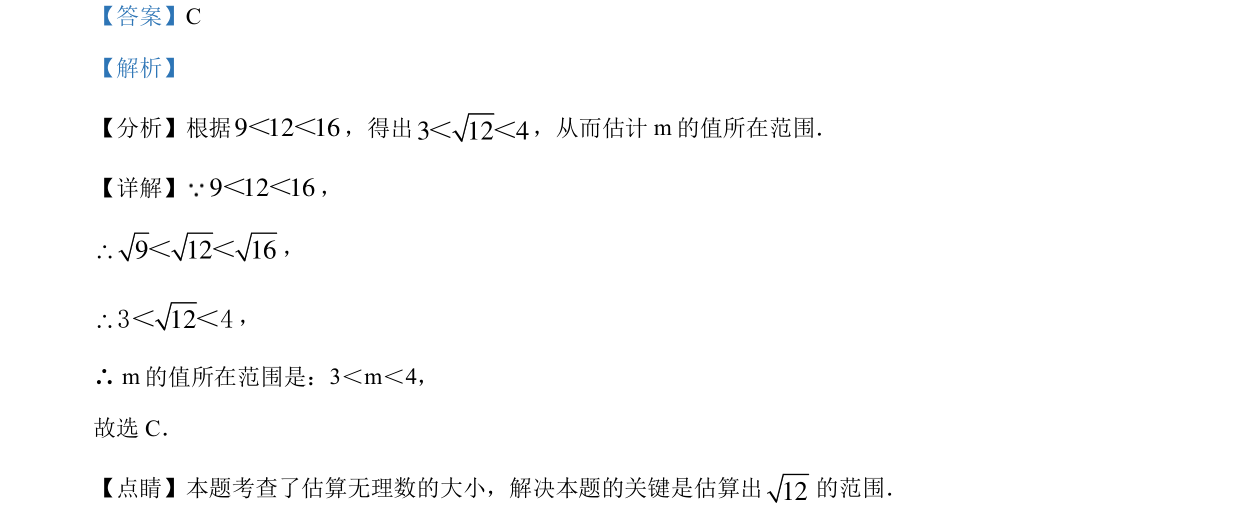 【答案】C
【解析】
【分析】根据9<12<16，得出3<√12<4，从而估计 m 的值所在范围．
【详解】∵9<12<16，
∴√9<√12<√16，
∴3<√12<4，
∴ m 的值所在范围是：3＜m＜4，
故选 C．
【点睛】本题考查了估算无理数的大小，解决本题的关键是估算出√12 的范围．